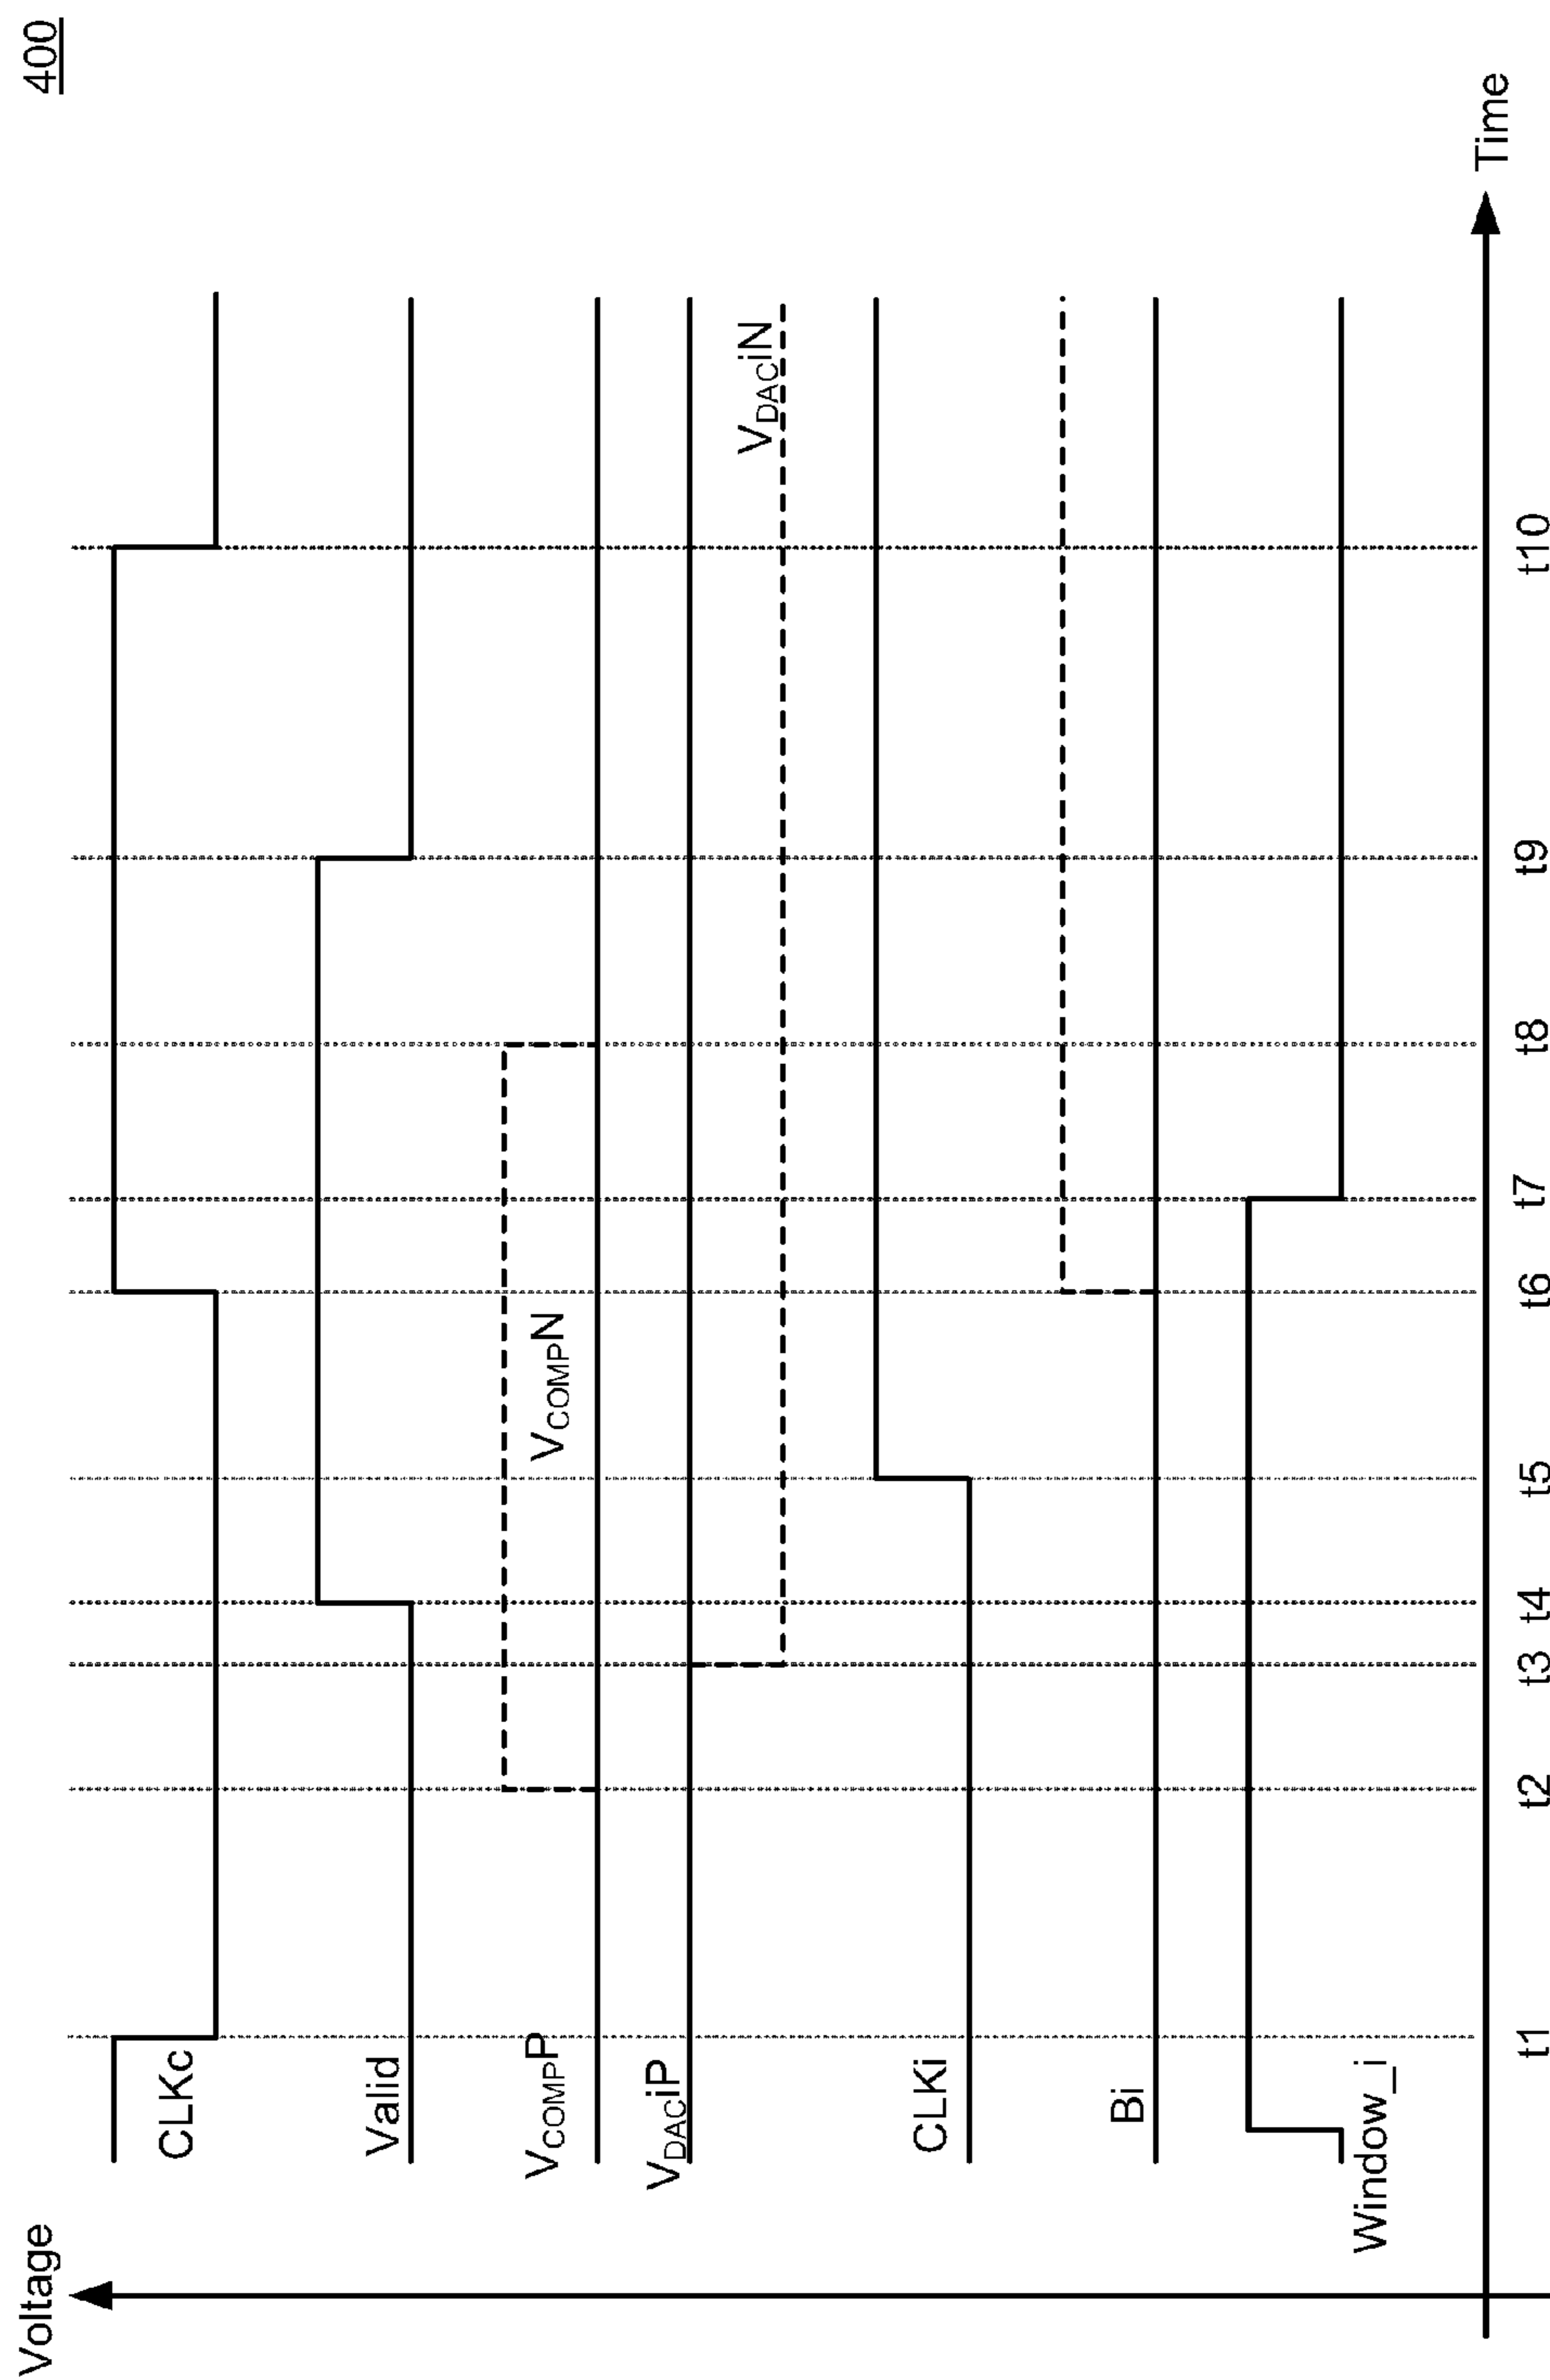 400
Voltage
CLKc
Valid
VCOMPP
VCOMPN
VDACiP
VDACiN
CLKi
Bi
Window_i
Time
t1 t2 t3 t4 t5 t6 t7 t8 t9 t10